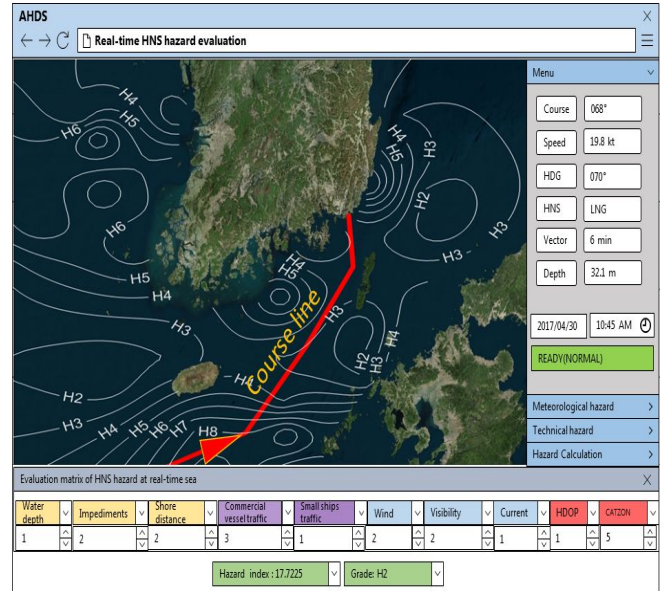 AHDS
Real-time HNS hazard evaluation
Menu
Course 068°
Speed 19.8 kt
HDG 070°
HNS LNG
Vector 6 min
Depth 32.1 m
2017/04/30 10:45 AM
READY(NORMAL)
Meteorological hazard
Technical hazard
Hazard Calculation
H4
H5
H6
H6
H5
H4
H3
H2
H3
H4
H5
H6
H7
H8
H4
H4
H5
H3
H2
H3
H4
H4
H5
H3
H2
H3
H3
course line
Evaluation matrix of HNS hazard at real-time sea
Water depth
Impediments
Shore distance
Commercial vessel traffic
Small ships traffic
Wind
Visibility
Current
HDOP
CATZON
1 2 2 3 1 2 2 1 1 5
Hazard index : 17.7225
Grade: H2